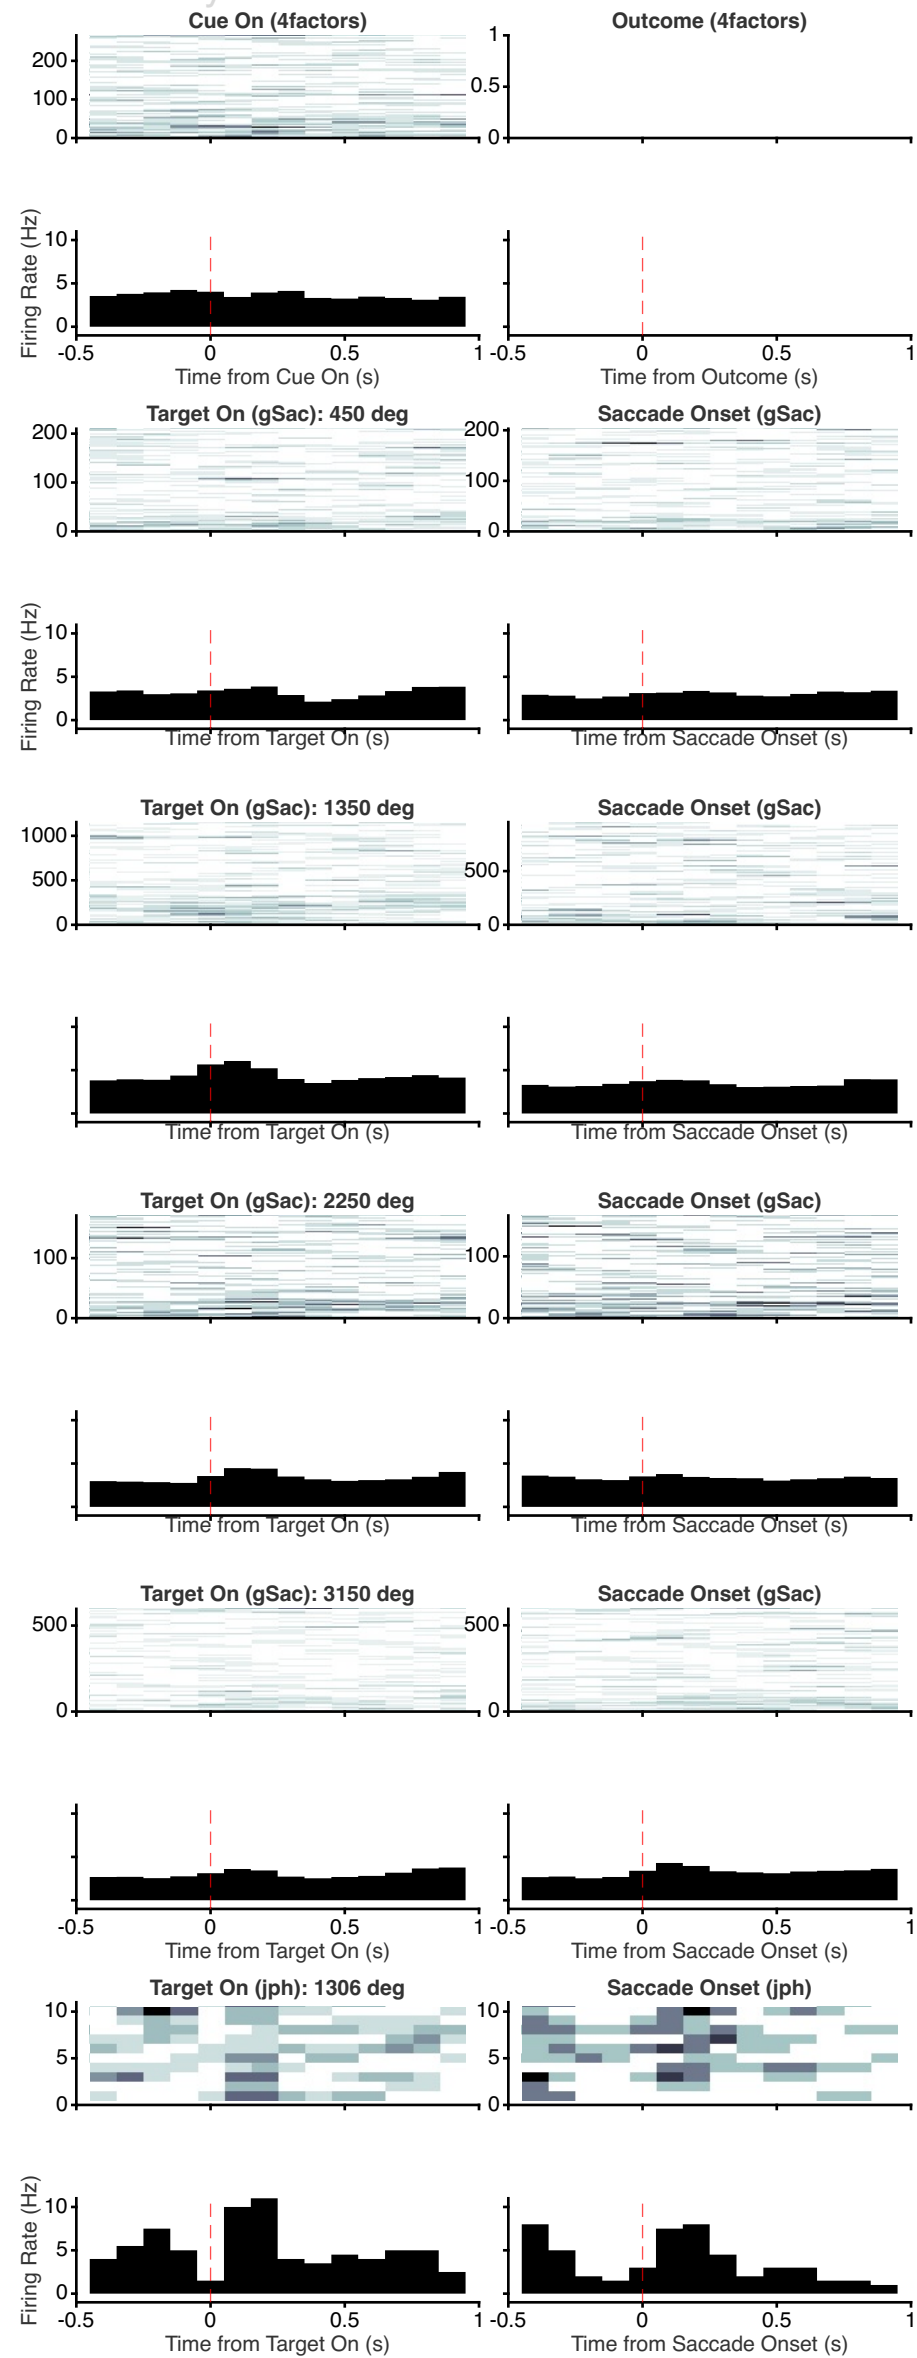 Cue On (4factors) Outcome (4factors)
200
100
0
1
0.5
0
Firing Rate (Hz)
10
5
0
-0.5 0 0.5 1 -0.5 0 0.5 1
Time from Cue On (s) Time from Outcome (s)
Target On (gSac): 450 deg Saccade Onset (gSac)
200
100
0
200
100
0
Firing Rate (Hz)
10
5
0
Time from Target On (s) Time from Saccade Onset (s)
Target On (gSac): 1350 deg Saccade Onset (gSac)
1000
500
0
500
0
Time from Target On (s) Time from Saccade Onset (s)
Target On (gSac): 2250 deg Saccade Onset (gSac)
100
0
100
0
Time from Target On (s) Time from Saccade Onset (s)
Target On (gSac): 3150 deg Saccade Onset (gSac)
500
0
500
0
-0.5 0 0.5 1 -0.5 0 0.5 1
Time from Target On (s) Time from Saccade Onset (s)
Target On (jph): 1306 deg Saccade Onset (jph)
10
5
0
10
5
0
Firing Rate (Hz)
10
5
0
-0.5 0 0.5 1 -0.5 0 0.5 1
Time from Target On (s) Time from Saccade Onset (s)